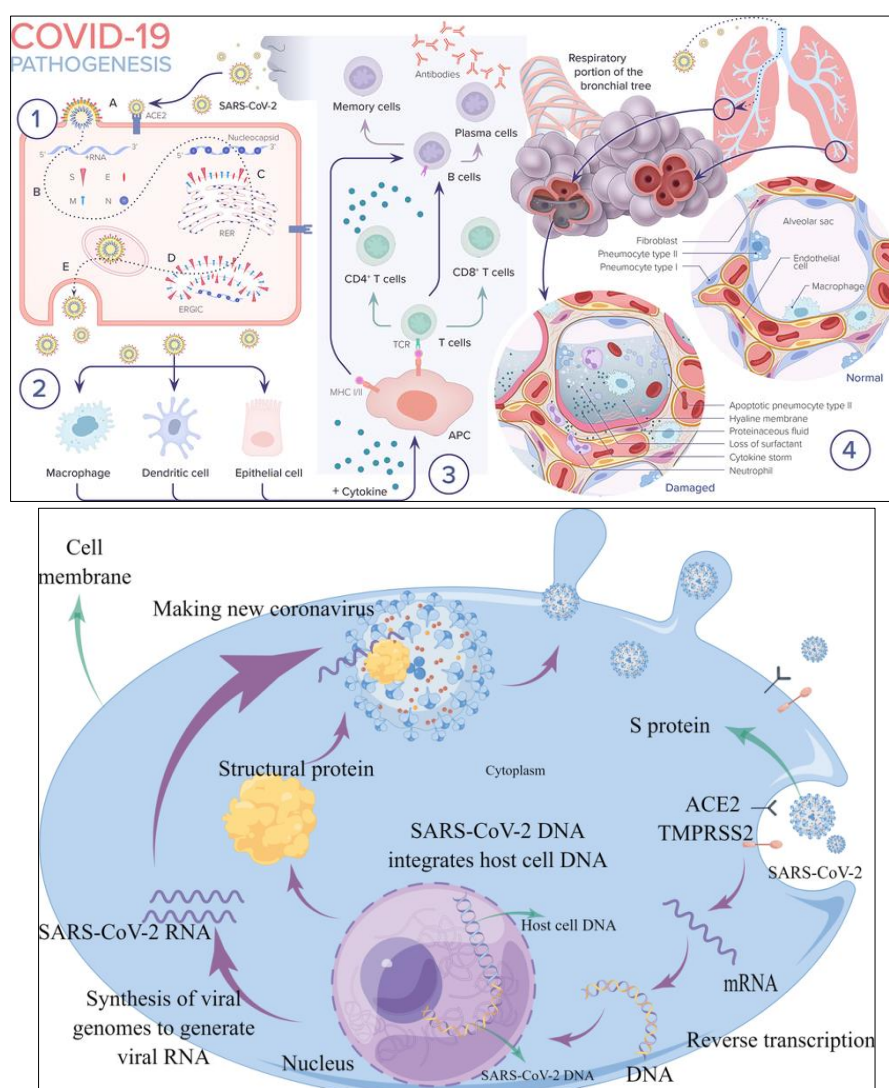 COVID-19
PATHOGENESIS
1
A
ACE2
SARS-CoV-2
5'
+RNA
3'
Nucleocapsid
5'
3'
B
S
E
M
N
C
RER
D
ERGIC
E
2
Macrophage
Dendritic cell
Epithelial cell
Antibodies
Memory cells
Plasma cells
B cells
CD4+ T cells
CD8+ T cells
TCR
T cells
MHC I/II
APC
+ Cytokine
3
Respiratory
portion of the
bronchial tree
Fibroblast
Pneumocyte type II
Pneumocyte type I
Alveolar sac
Endothelial
cell
Macrophage
Normal
Apoptotic pneumocyte type II
Hyaline membrane
Proteinaceous fluid
Loss of surfactant
Cytokine storm
Neutrophil
Damaged
4
Cell
membrane
Making new coronavirus
Structural protein
Cytoplasm
S protein
ACE2
TMPRSS2
SARS-CoV-2
SARS-CoV-2 DNA
integrates host cell DNA
Host cell DNA
SARS-CoV-2 RNA
mRNA
Synthesis of viral
genomes to generate
viral RNA
Reverse transcription
Nucleus
SARS-CoV-2 DNA
DNA